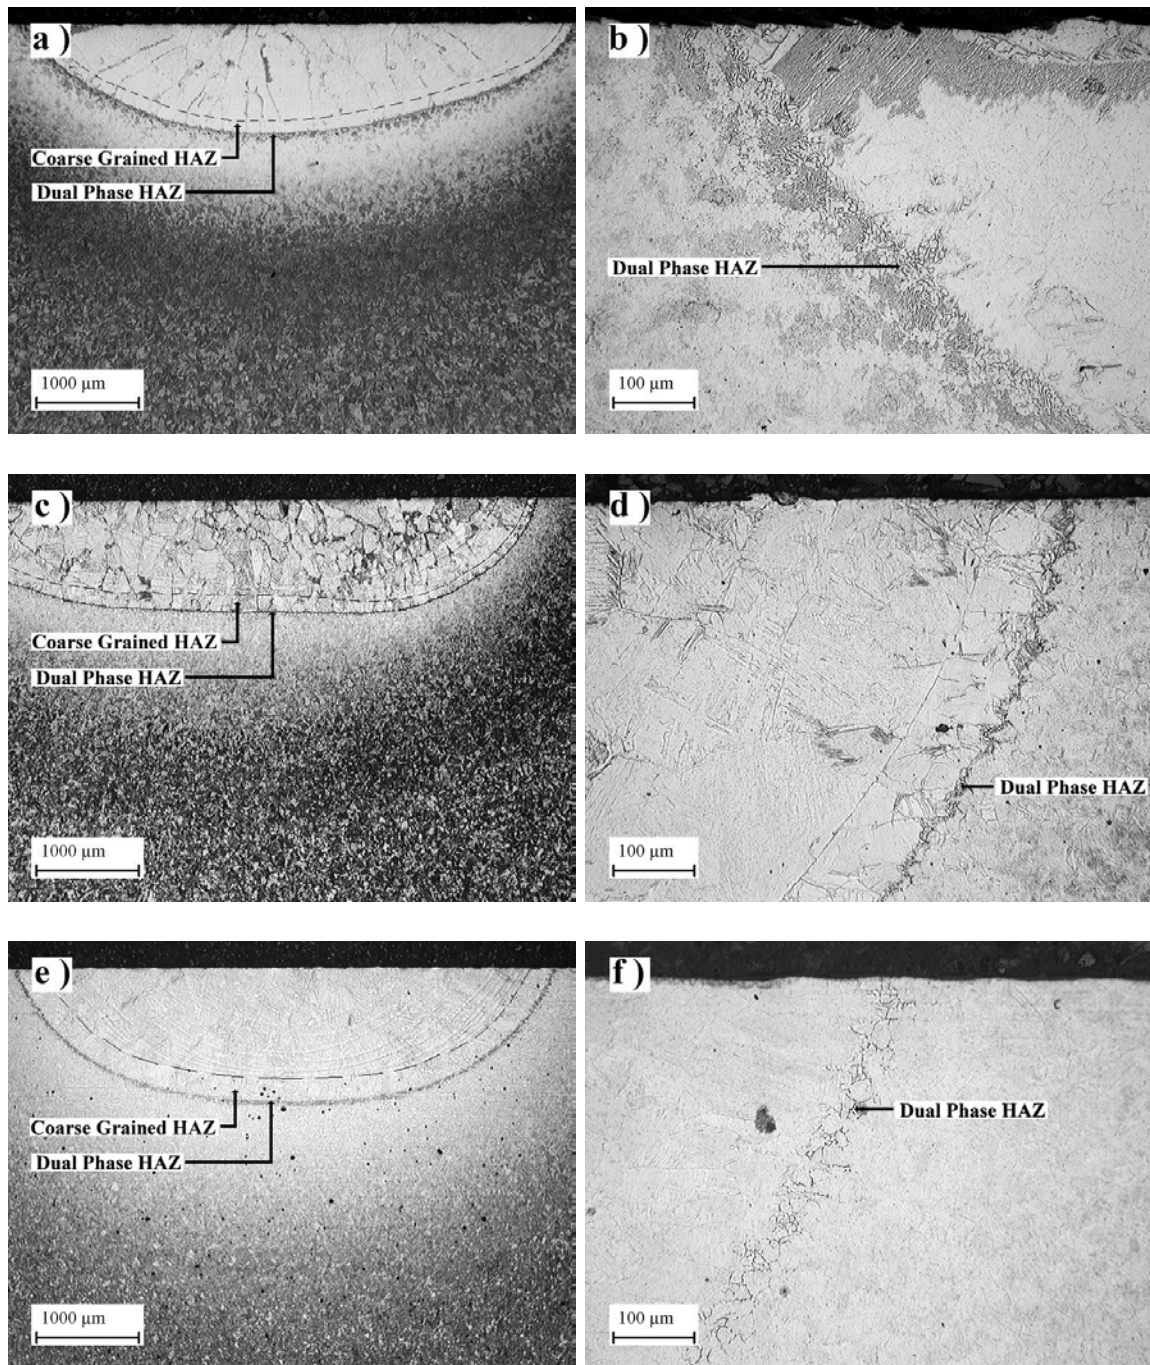 a )
Coarse Grained HAZ
Dual Phase HAZ
1000 μm
b )
Dual Phase HAZ
100 μm
c )
Coarse Grained HAZ
Dual Phase HAZ
1000 μm
d )
Dual Phase HAZ
100 μm
e )
Coarse Grained HAZ
Dual Phase HAZ
1000 μm
f )
Dual Phase HAZ
100 μm